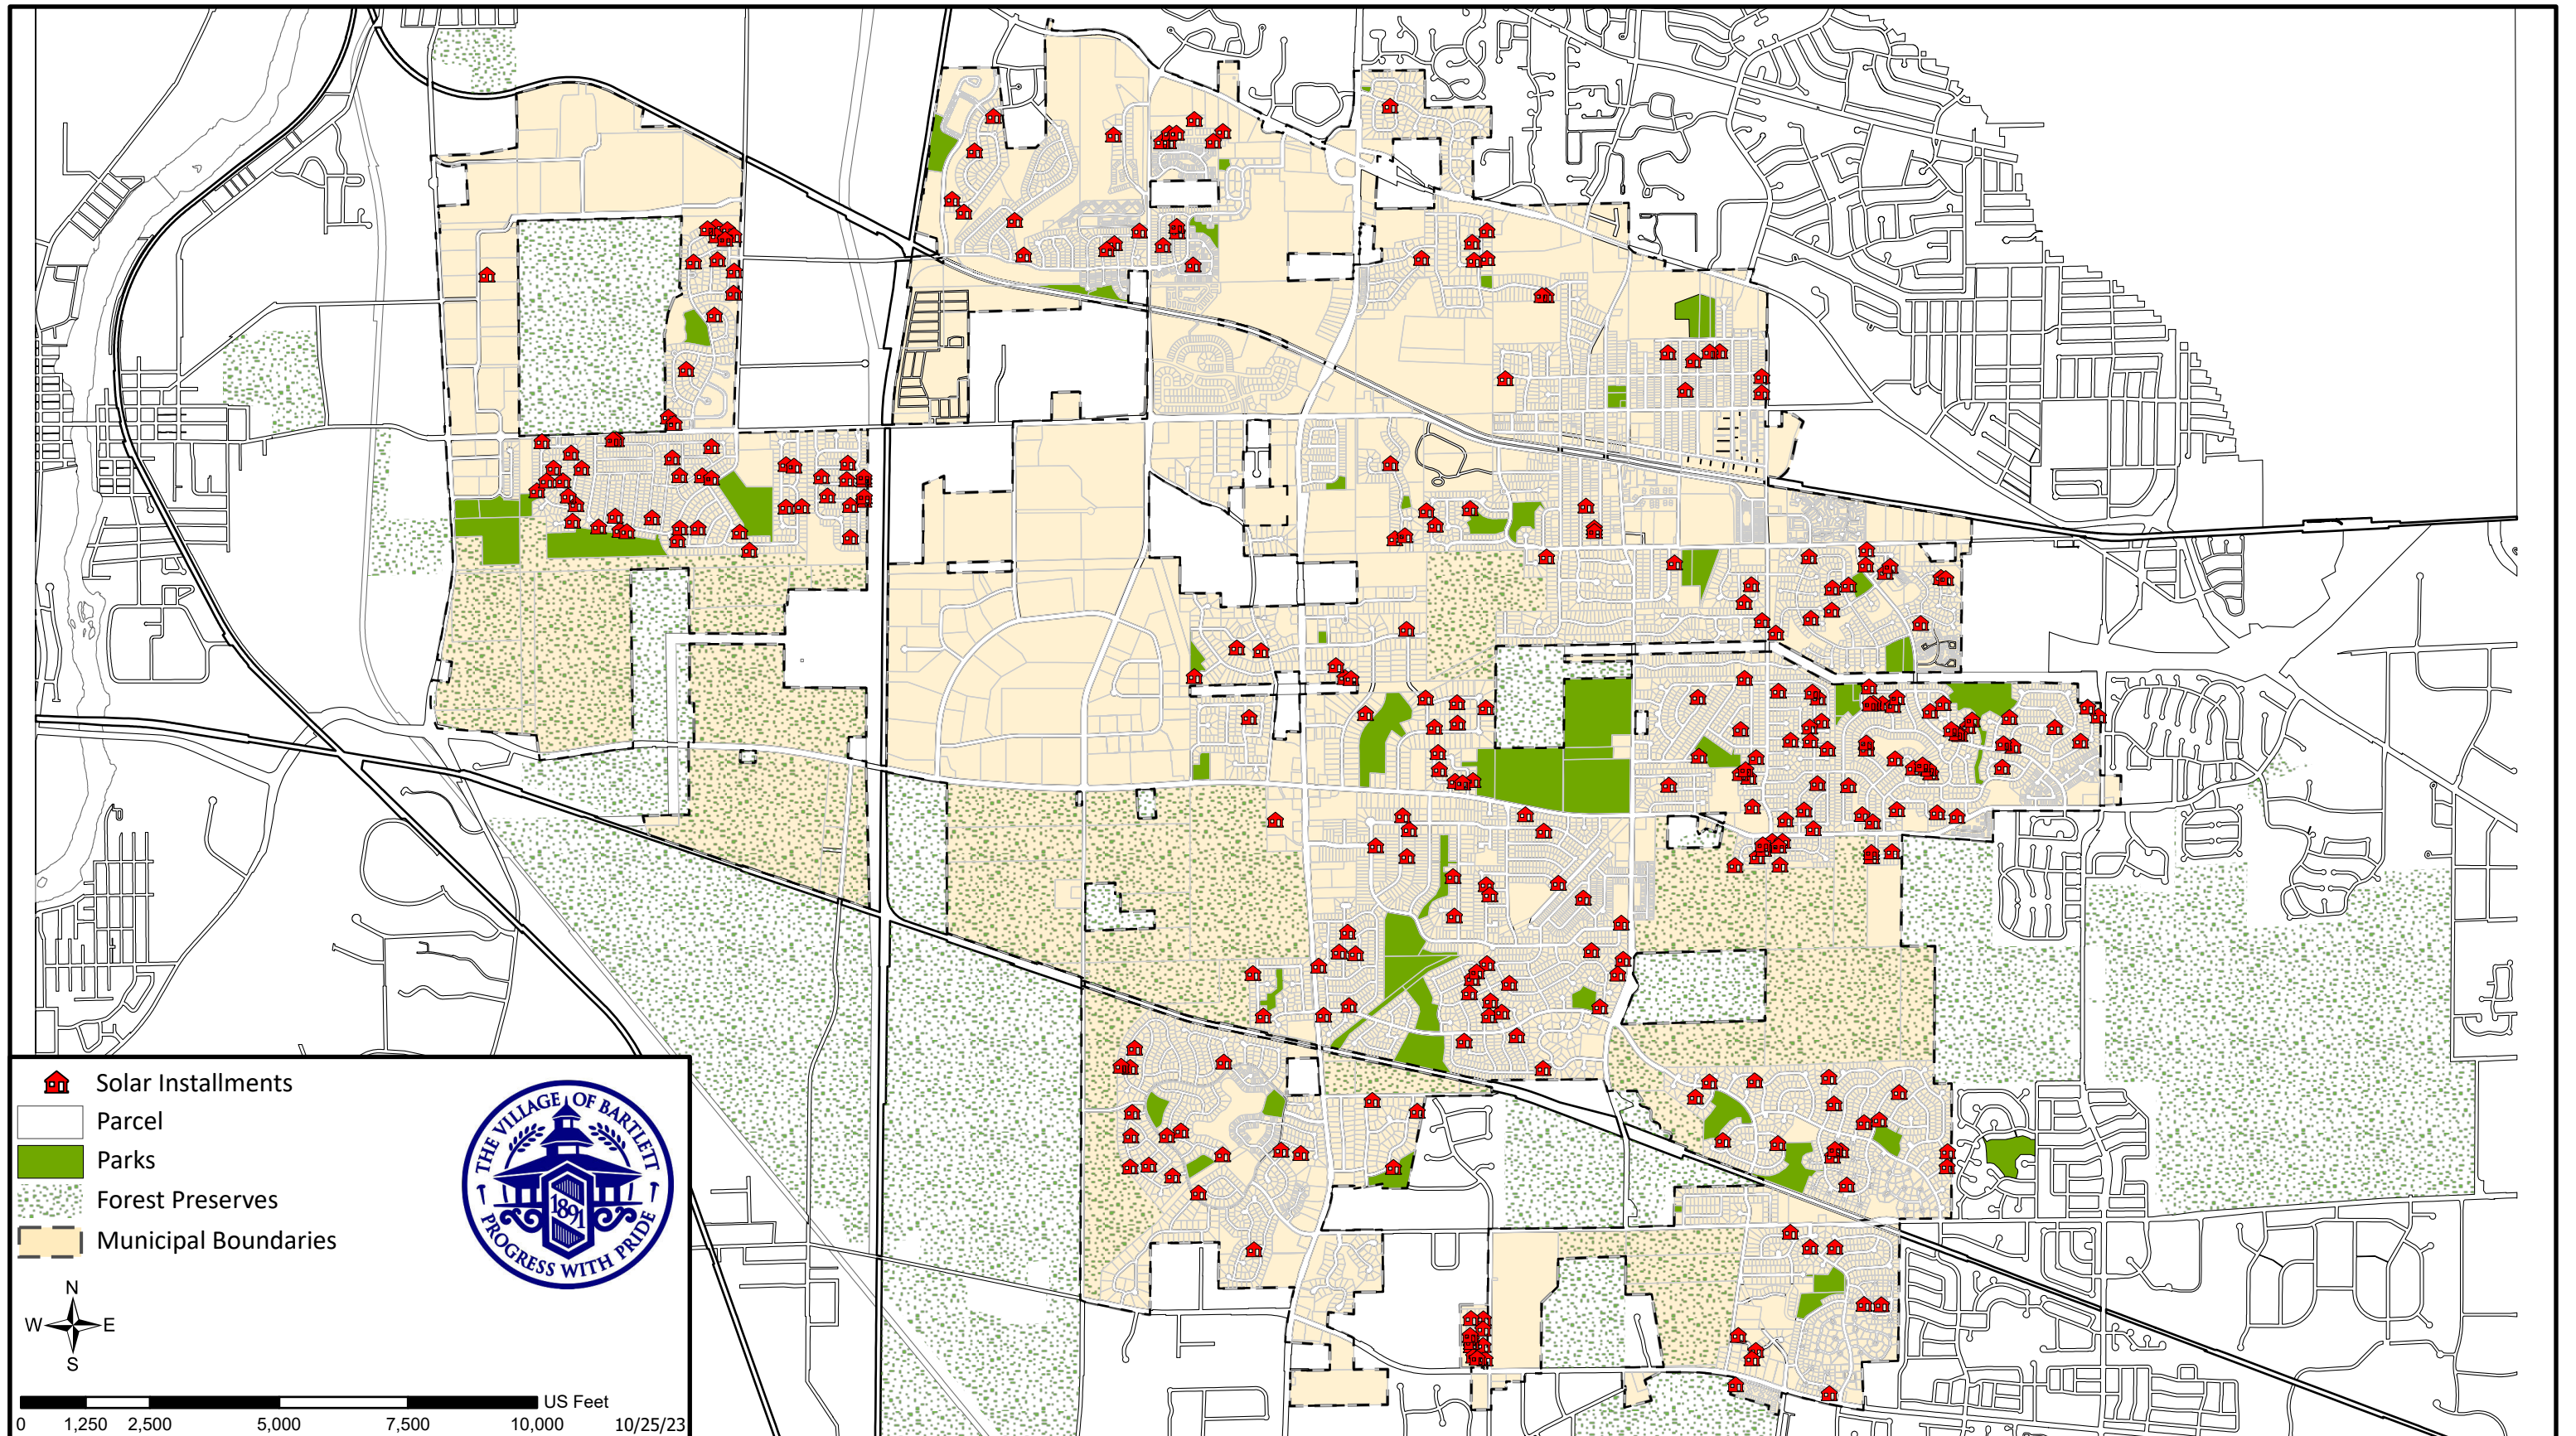 Solar Installments
Parcel
Parks
Forest Preserves
Municipal Boundaries
THE VILLAGE OF BARTLETT
1891
PROGRESS WITH PRIDE
N
W E
S
US Feet
0 1,250 2,500 5,000 7,500 10,000 10/25/23